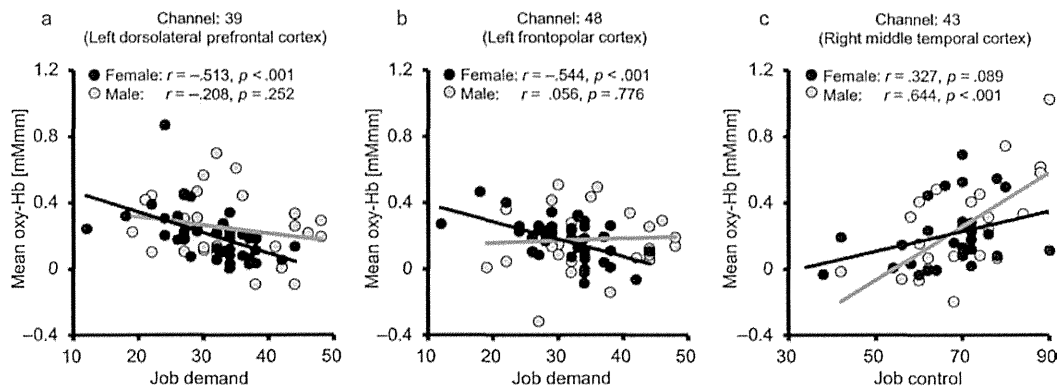 a
Channel: 39
(Left dorsolateral prefrontal cortex)
Female: r = –.513, p < .001
Male: r = –.208, p = .252
Mean oxy-Hb [mMmm]
1.2
0.8
0.4
0
–0.4
10 20 30 40 50
Job demand
b
Channel: 48
(Left frontopolar cortex)
Female: r = –.544, p < .001
Male: r = .056, p = .776
Mean oxy-Hb [mMmm]
1.2
0.8
0.4
0
–0.4
10 20 30 40 50
Job demand
c
Channel: 43
(Right middle temporal cortex)
Female: r = .327, p = .089
Male: r = .644, p < .001
Mean oxy-Hb [mMmm]
1.2
0.8
0.4
0
–0.4
30 50 70 90
Job control